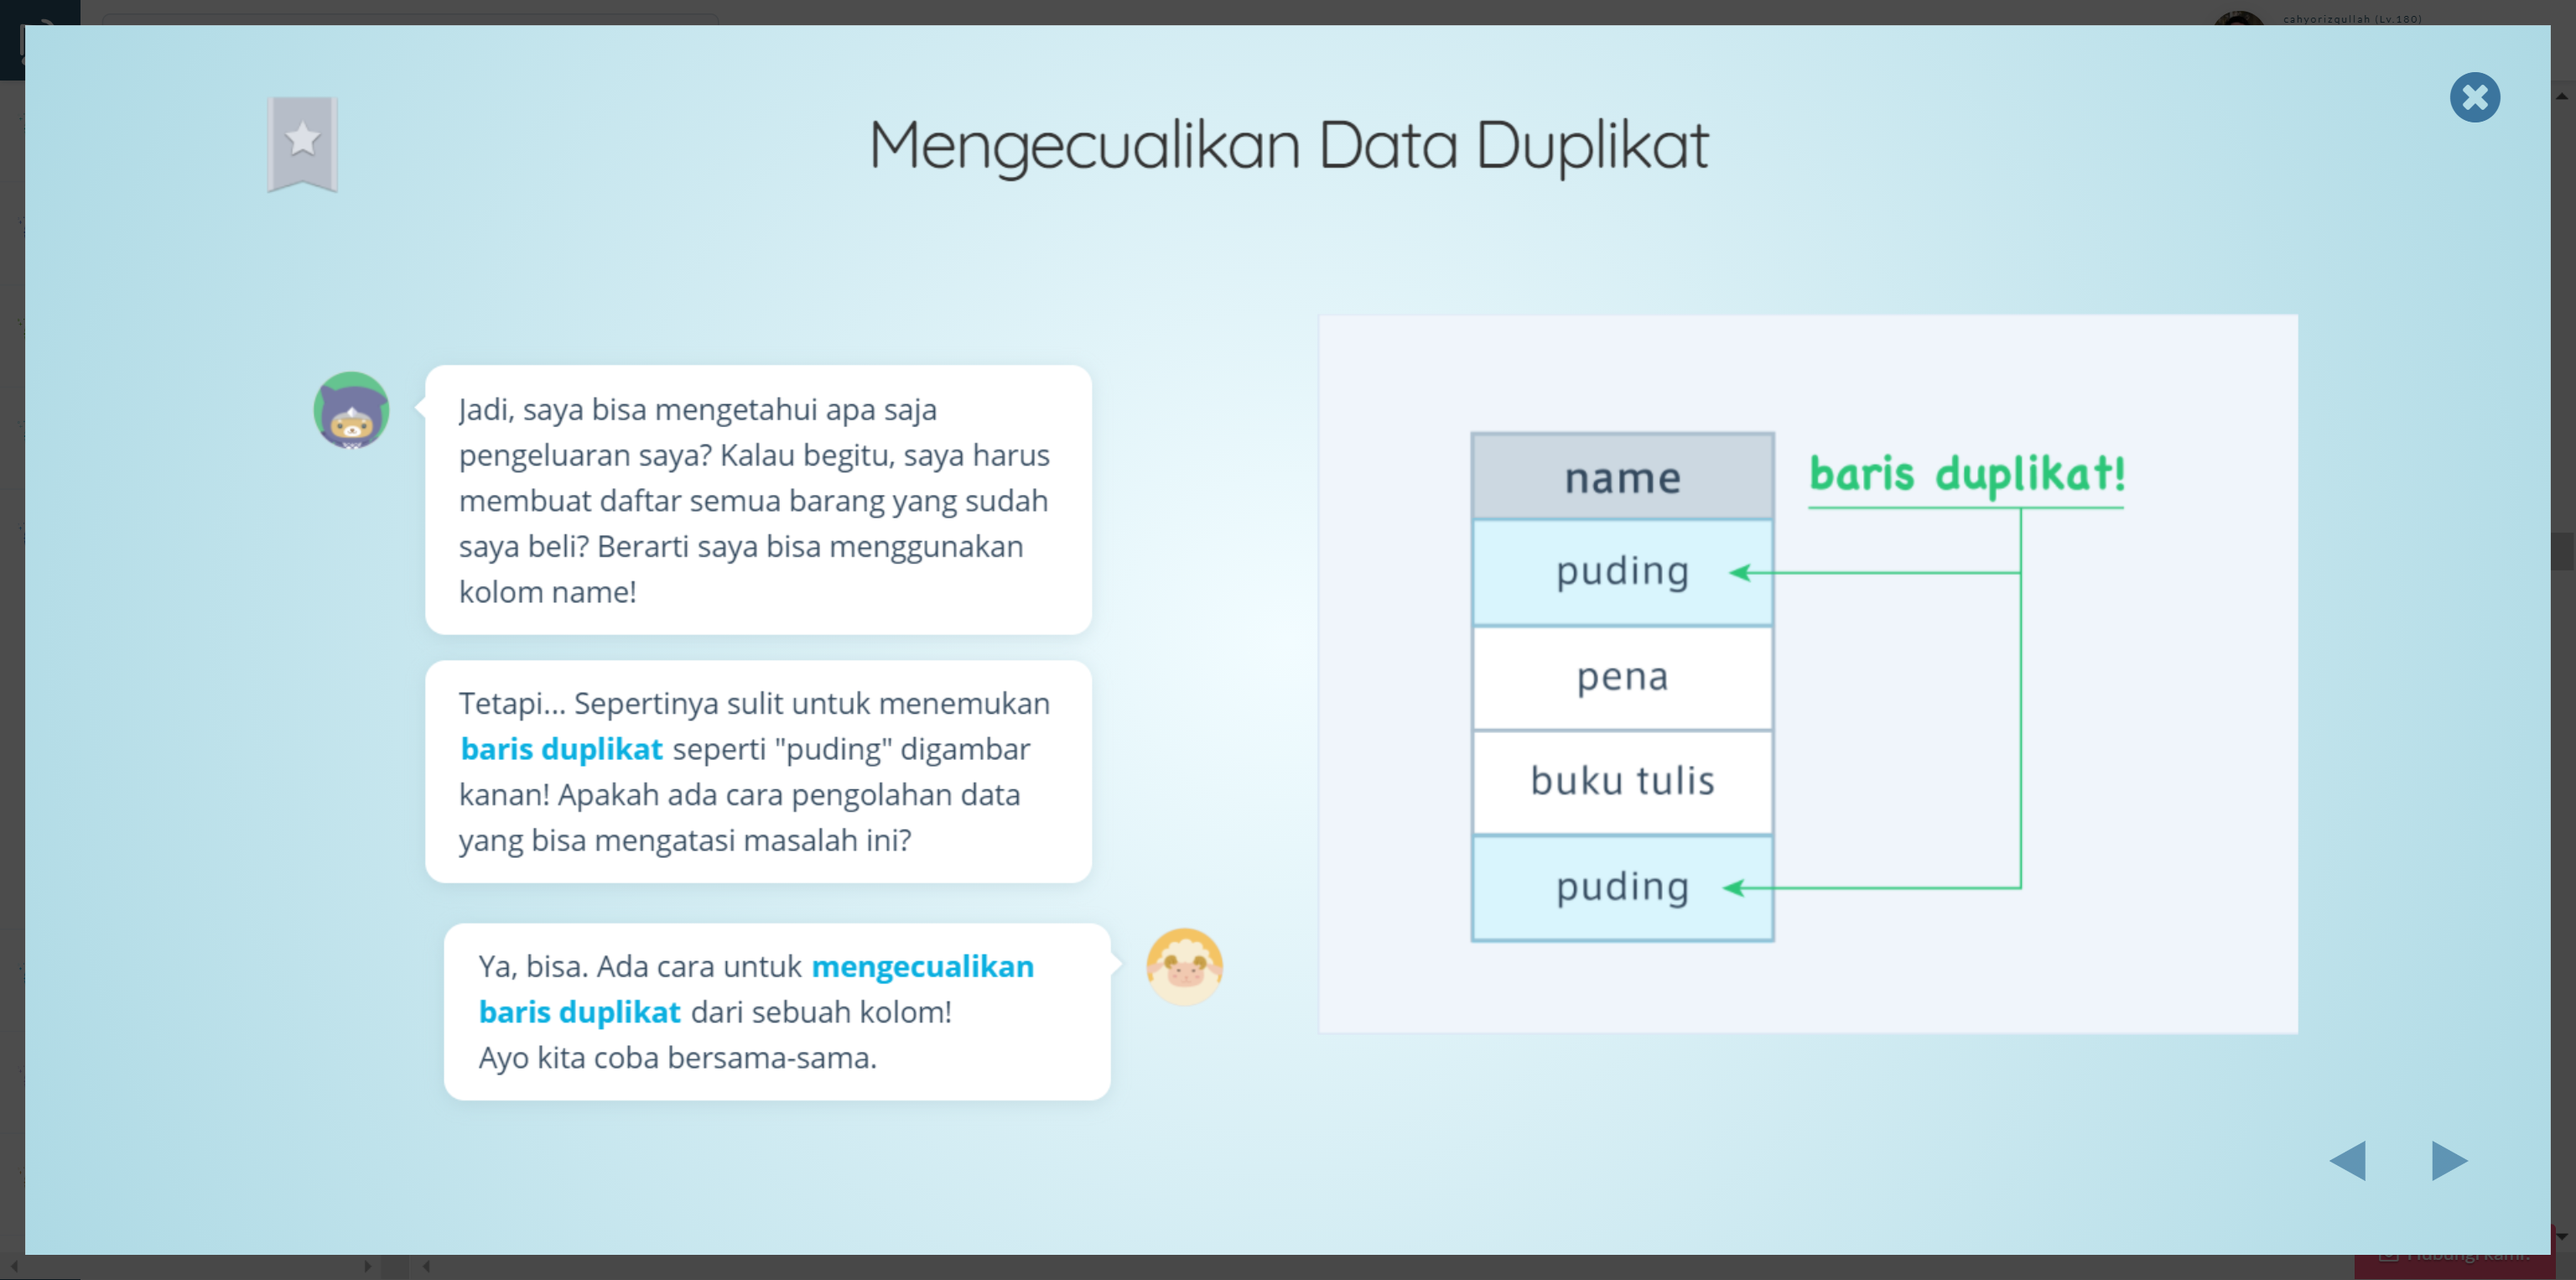 cahyorizqullah (Lv.180)
Mengecualikan Data Duplikat
Jadi, saya bisa mengetahui apa saja
pengeluaran saya? Kalau begitu, saya harus
membuat daftar semua barang yang sudah
saya beli? Berarti saya bisa menggunakan
kolom name!
Tetapi... Sepertinya sulit untuk menemukan
baris duplikat seperti "puding" digambar
kanan! Apakah ada cara pengolahan data
yang bisa mengatasi masalah ini?
Ya, bisa. Ada cara untuk mengecualikan
baris duplikat dari sebuah kolom!
Ayo kita coba bersama-sama.
name
baris duplikat!
puding
pena
buku tulis
puding